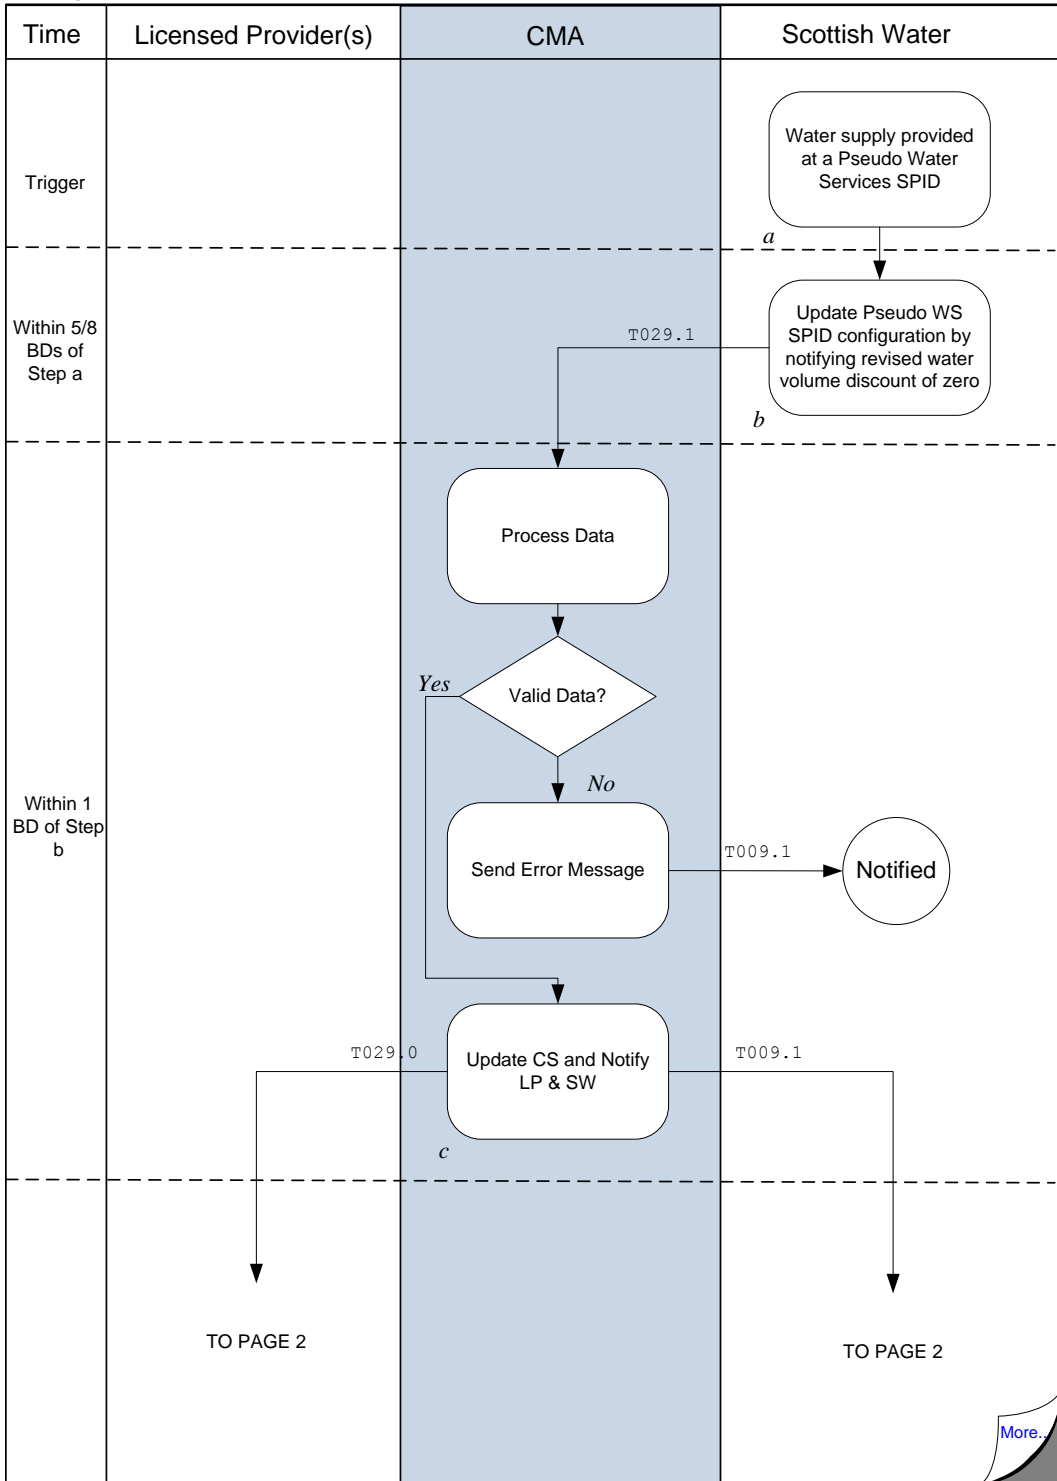 Time
Licensed Provider(s)
CMA
Scottish Water
Trigger
Water supply provided
at a Pseudo Water
Services SPID
a
Within 5/8
BDs of
Step a
T029.1
Update Pseudo WS
SPID configuration by
notifying revised water
volume discount of zero
b
Process Data
Valid Data?
Yes
No
Within 1
BD of Step
b
Send Error Message
T009.1
Notified
T029.0
Update CS and Notify
LP & SW
T009.1
c
TO PAGE 2
TO PAGE 2
More..